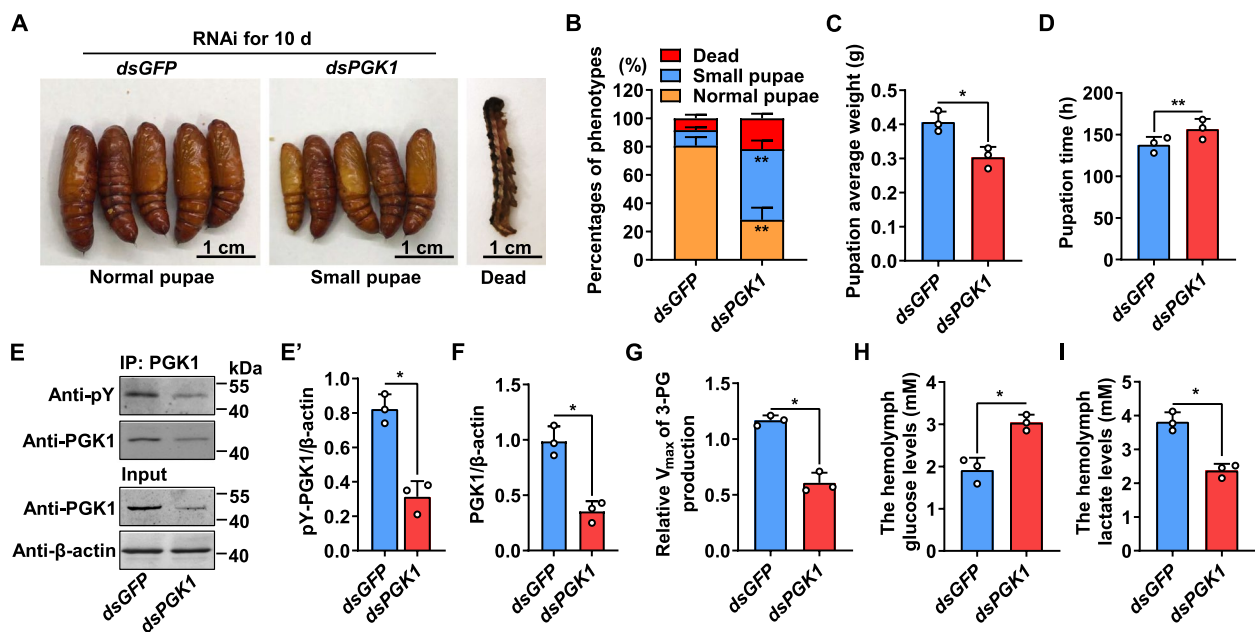 A
RNAi for 10 d
dsGFP
dsPGK1
1 cm
1 cm
1 cm
Normal pupae
Small pupae
Dead
B
Dead
Small pupae
Normal pupae
(%)
Percentages of phenotypes
120
100
80
60
40
20
0
**
**
dsGFP
dsPGK1
C
Pupation average weight (g)
0.5
0.4
0.3
0.2
0.1
0.0
*
dsGFP
dsPGK1
D
Pupation time (h)
200
150
100
50
0
**
dsGFP
dsPGK1
E
IP: PGK1
kDa
Anti-pY
55
40
Anti-PGK1
40
Input
Anti-PGK1
55
40
Anti-β-actin
40
dsGFP
dsPGK1
E'
pY-PGK1/β-actin
1.0
0.8
0.6
0.4
0.2
0.0
*
dsGFP
dsPGK1
F
PGK1/β-actin
1.5
1.0
0.5
0.0
*
dsGFP
dsPGK1
G
Relative Vmax of 3-PG
production
1.5
1.0
0.5
0.0
*
dsGFP
dsPGK1
H
The hemolymph
glucose levels (mM)
4
3
2
1
0
*
dsGFP
dsPGK1
I
The hemolymph
lactate levels (mM)
5
4
3
2
1
0
*
dsGFP
dsPGK1